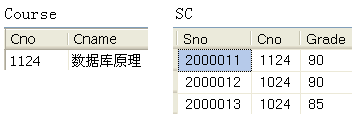 Course SC
Cno Cname
1124 数据库原理
Sno Cno Grade
2000011 1124 90
2000012 1024 90
2000013 1024 85